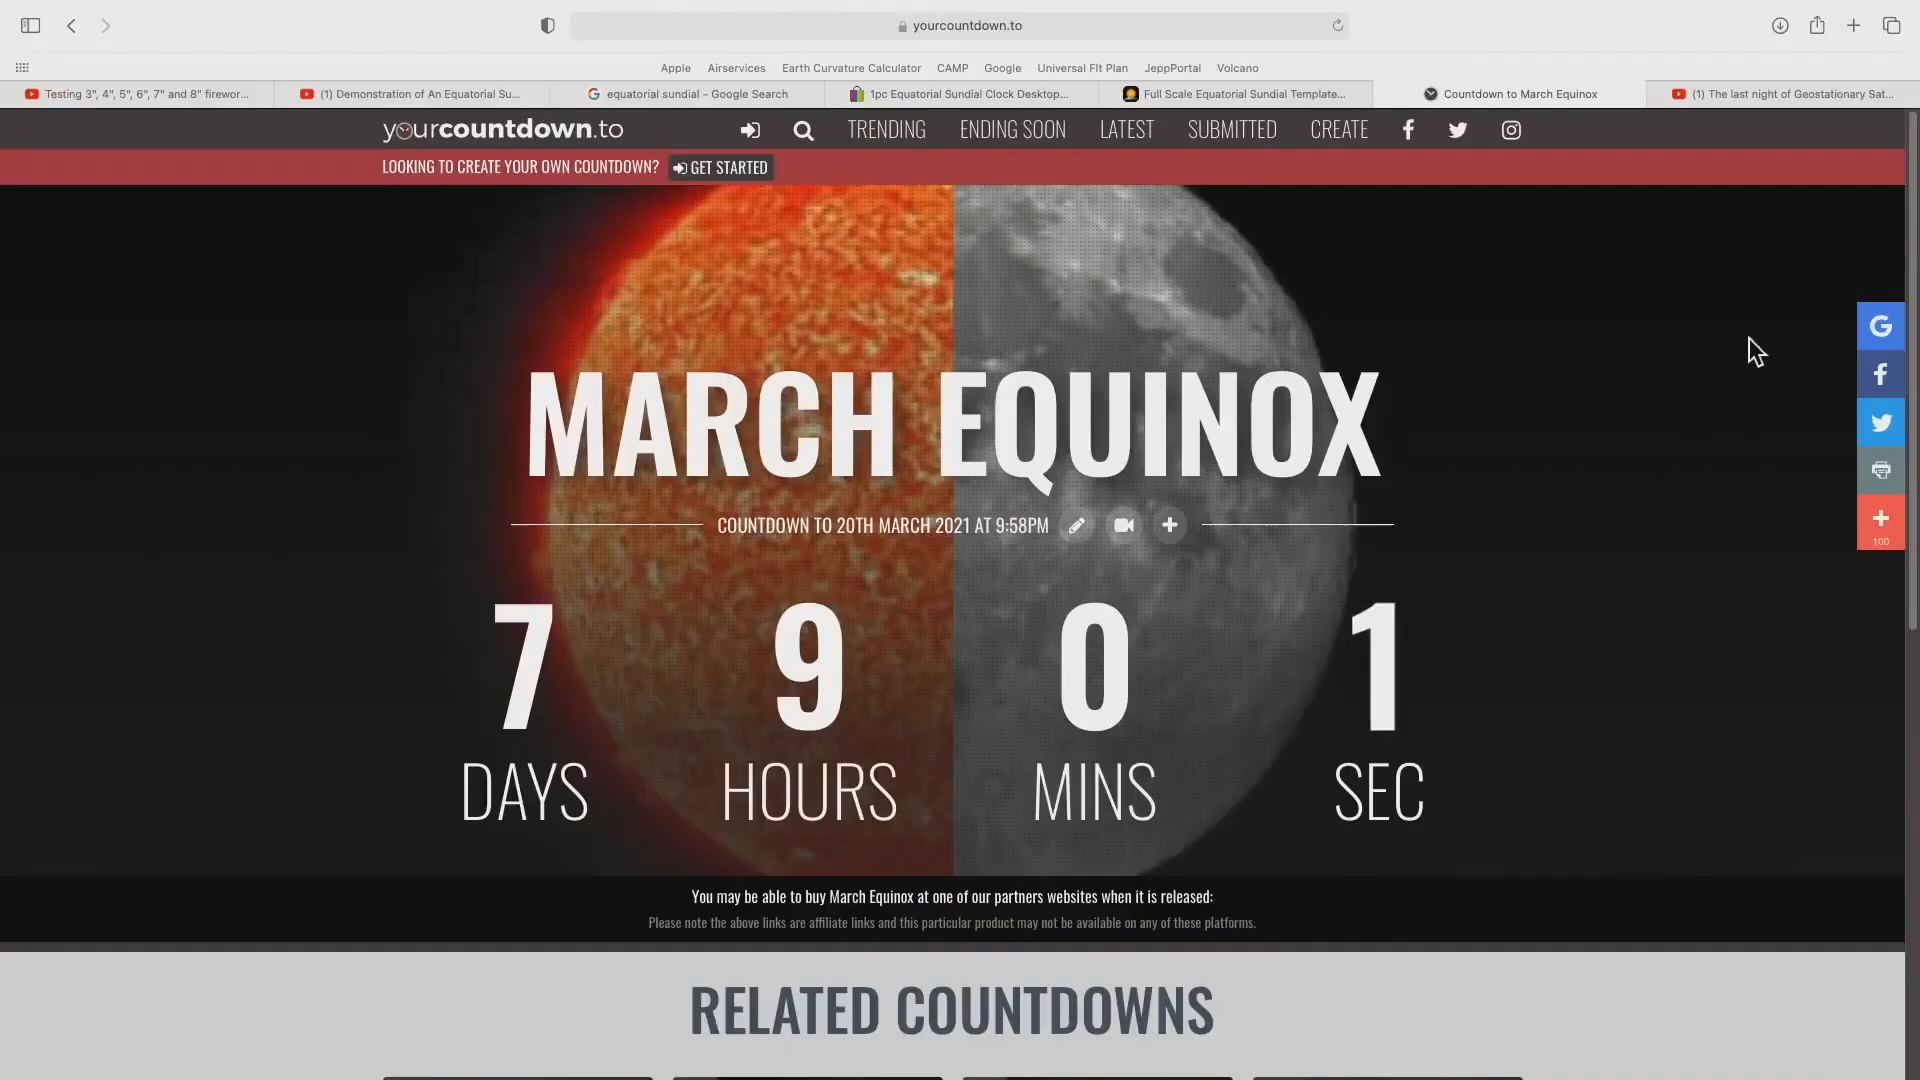 yourcountdown.to
Apple Airservices Earth Curvature Calculator CAMP Google Universal FIt Plan JeppPortal Volcano
Testing 3", 4", 5", 6", 7" and 8" firewor... (1) Demonstration of An Equatorial Su... equatorial sundial - Google Search 1pc Equatorial Sundial Clock Desktop... Full Scale Equatorial Sundial Template... Countdown to March Equinox (1) The last night of Geostationary Sat...
yourcountdown.to TRENDING ENDING SOON LATEST SUBMITTED CREATE
LOOKING TO CREATE YOUR OWN COUNTDOWN? GET STARTED
MARCH EQUINOX
COUNTDOWN TO 20TH MARCH 2021 AT 9:58PM
7 9 0 1
DAYS HOURS MINS SEC
100
You may be able to buy March Equinox at one of our partners websites when it is released:
Please note the above links are affiliate links and this particular product may not be available on any of these platforms.
RELATED COUNTDOWNS